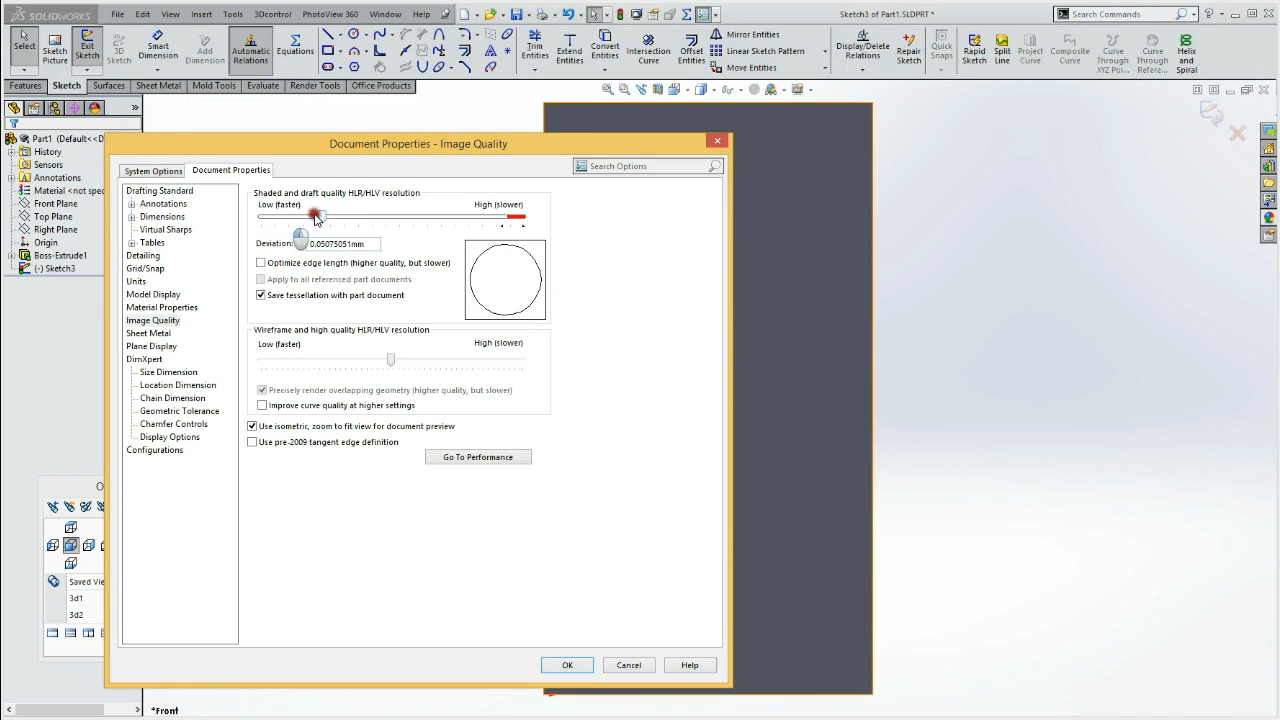 SOLIDWORKS
File Edit View Insert Tools 3Dcontrol PhotoView 360 Window Help
Sketch3 of Part1.SLDPRT *
Search Commands
Select
Sketch Picture
Exit Sketch
3D Sketch
Smart Dimension
Add Dimension
Automatic Relations
Equations
Trim Entities
Extend Entities
Convert Entities
Intersection Curve
Offset Entities
Mirror Entities
Linear Sketch Pattern
Move Entities
Display/Delete Relations
Repair Sketch
Quick Snaps
Rapid Sketch
Split Line
Project Curve
Composite Curve
Curve Through XYZ Poi...
Curve Through Refere...
Helix and Spiral
Features Sketch Surfaces Sheet Metal Mold Tools Evaluate Render Tools Office Products
Part1 (Default<<D
History
Sensors
Annotations
Material <not spec
Front Plane
Top Plane
Right Plane
Origin
Boss-Extrude1
(-) Sketch3
O
Saved Vie
3d1
3d2
*Front
Document Properties - Image Quality
System Options Document Properties
Search Options
Drafting Standard
Annotations
Dimensions
Virtual Sharps
Tables
Detailing
Grid/Snap
Units
Model Display
Material Properties
Image Quality
Sheet Metal
Plane Display
DimXpert
Size Dimension
Location Dimension
Chain Dimension
Geometric Tolerance
Chamfer Controls
Display Options
Configurations
Shaded and draft quality HLR/HLV resolution
Low (faster) High (slower)
Deviation: 0.05075051mm
Optimize edge length (higher quality, but slower)
Apply to all referenced part documents
Save tessellation with part document
Wireframe and high quality HLR/HLV resolution
Low (faster) High (slower)
Precisely render overlapping geometry (higher quality, but slower)
Improve curve quality at higher settings
Use isometric, zoom to fit view for document preview
Use pre-2009 tangent edge definition
Go To Performance
OK Cancel Help